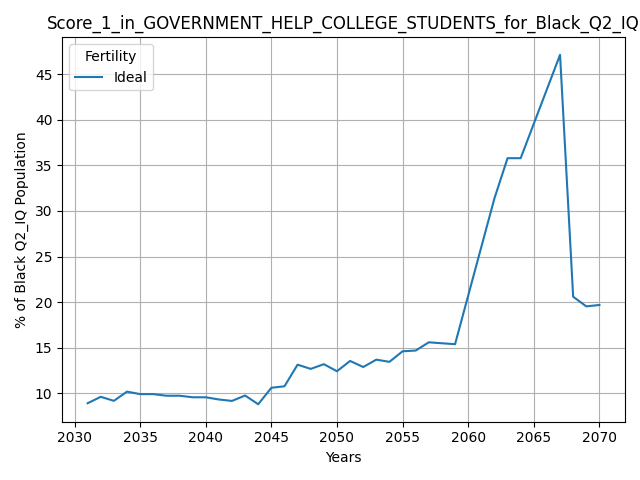 Score_1_in_GOVERNMENT_HELP_COLLEGE_STUDENTS_for_Black_Q2_IQ
Fertility
Ideal
% of Black Q2_IQ Population
45
40
35
30
25
20
15
10
2030 2035 2040 2045 2050 2055 2060 2065 2070
Years